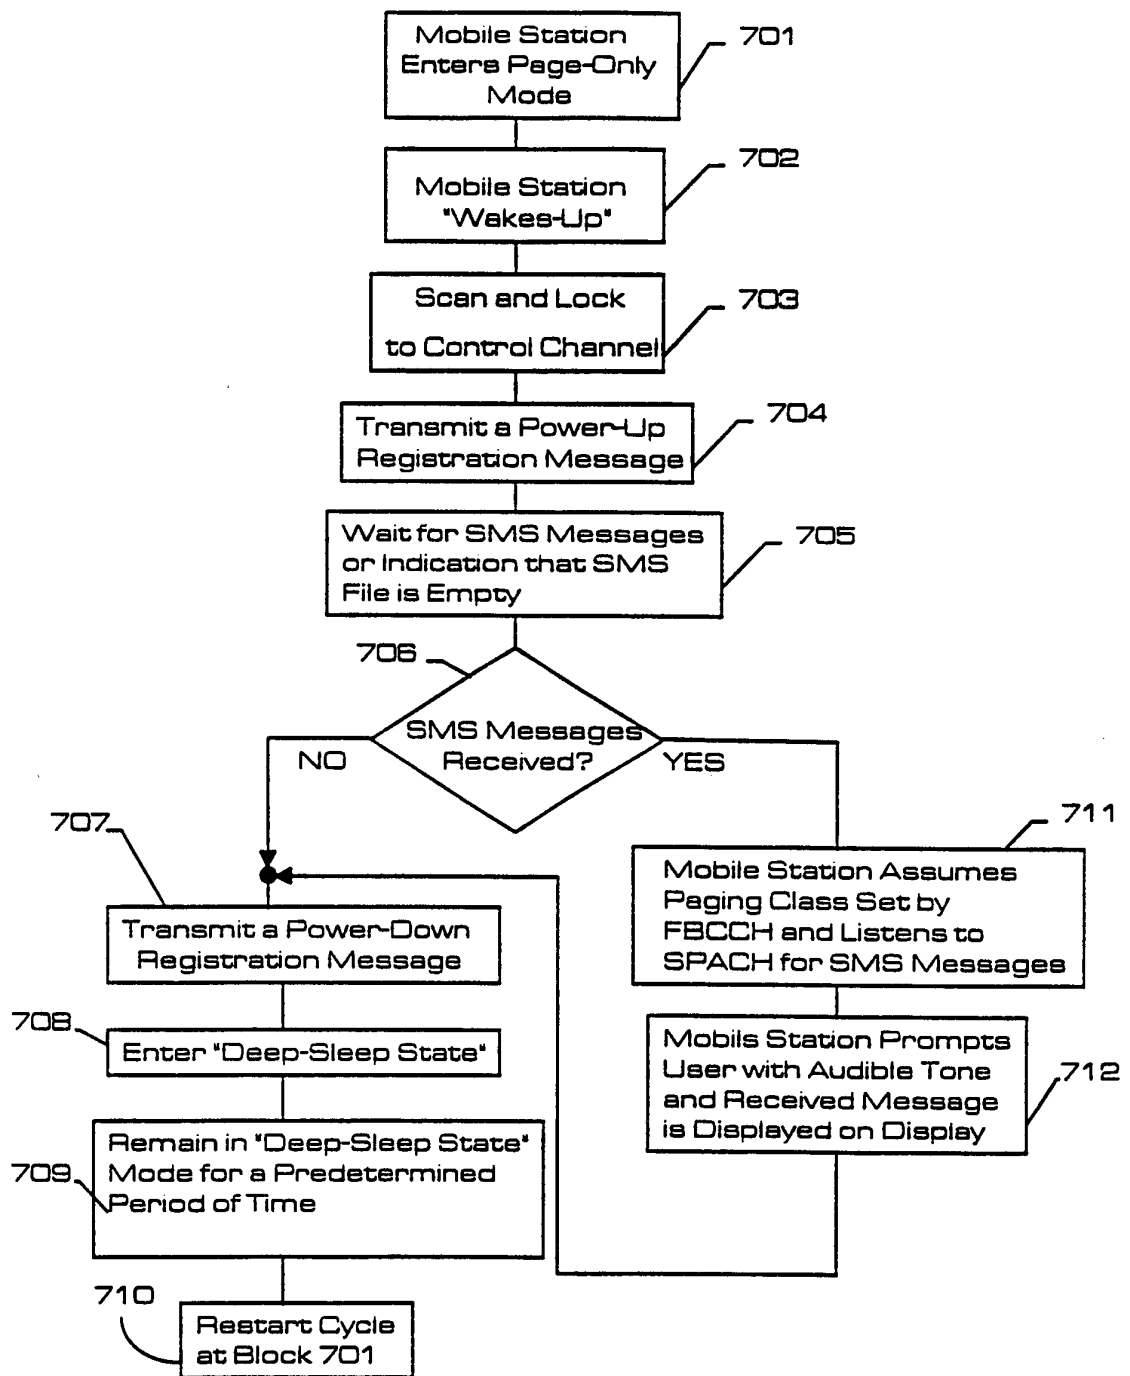 Mobile Station
Enters Page-Only
Mode
701
Mobile Station
"Wakes-Up"
702
Scan and Lock
to Control Channel
703
Transmit a Power-Up
Registration Message
704
Wait for SMS Messages
or Indication that SMS
File is Empty
705
706
SMS Messages
Received?
NO
YES
707
Transmit a Power-Down
Registration Message
708
Enter "Deep-Sleep State"
Remain in "Deep-Sleep State"
Mode for a Predetermined
Period of Time
709
710
Restart Cycle
at Block 701
711
Mobile Station Assumes
Paging Class Set by
FBCCH and Listens to
SPACH for SMS Messages
Mobils Station Prompts
User with Audible Tone
and Received Message
is Displayed on Display
712